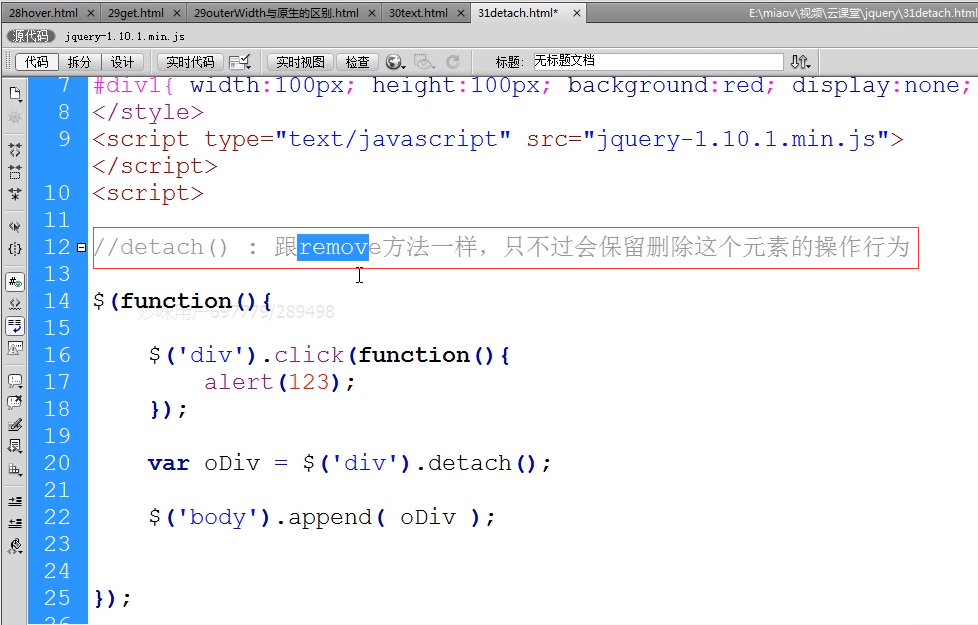 28hover.html × 29get.html × 29outerWidth与原生的区别.html × 30text.html × 31detach.html* × E:\miaov\视频\云课堂\jquery\31detach.html
源代码 jquery-1.10.1.min.js
代码 拆分 设计 实时代码 实时视图 检查 标题: 无标题文档
7 #div1{ width:100px; height:100px; background:red; display:none;
8 </style>
9 <script type="text/javascript" src="jquery-1.10.1.min.js">
</script>
10 <script>
11
12 //detach() : 跟remove方法一样，只不过会保留删除这个元素的操作行为
13
14 $(function(){
妙味用户697779/289498
15
16 $('div').click(function(){
17 alert(123);
18 });
19
20 var oDiv = $('div').detach();
21
22 $('body').append( oDiv );
23
24
25 });
26